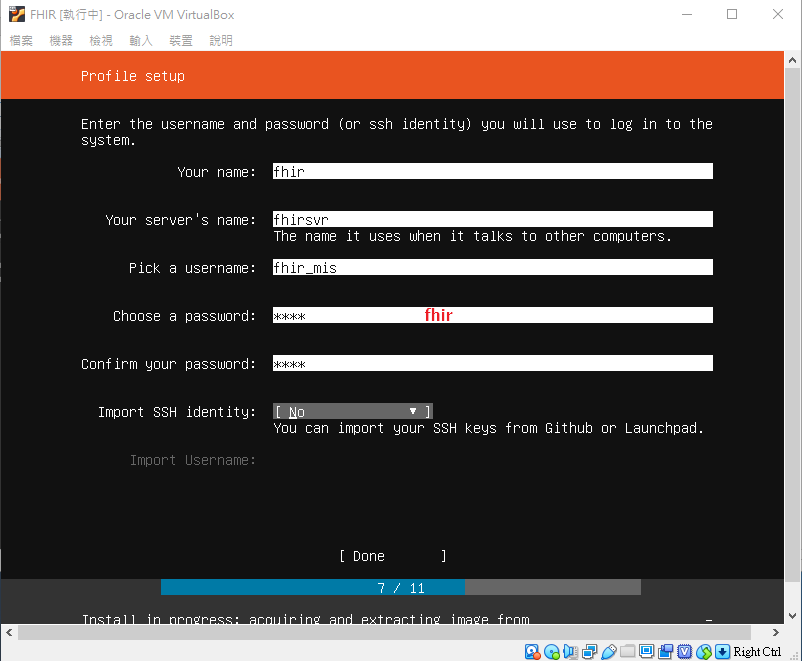 FHIR [執行中] - Oracle VM VirtualBox
檔案 機器 檢視 輸入 裝置 說明
Profile setup
Enter the username and password (or ssh identity) you will use to log in to the
system.
Your name: fhir
Your server's name: fhirsvr
The name it uses when it talks to other computers.
Pick a username: fhir_mis
Choose a password: **** fhir
Confirm your password: ****
Import SSH identity: [ No ▼ ]
You can import your SSH keys from Github or Launchpad.
Import Username:
[ Done ]
7 / 11
Install in progress: acquiring and extracting image from
Right Ctrl